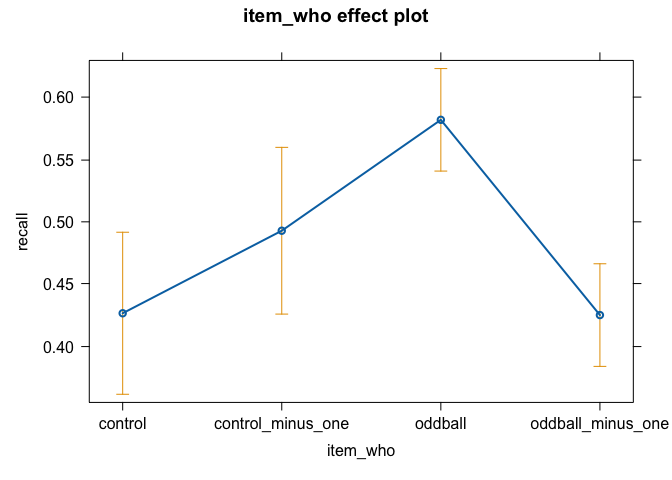 item_who effect plot
recall
0.60
0.55
0.50
0.45
0.40
control control_minus_one oddball oddball_minus_one
item_who